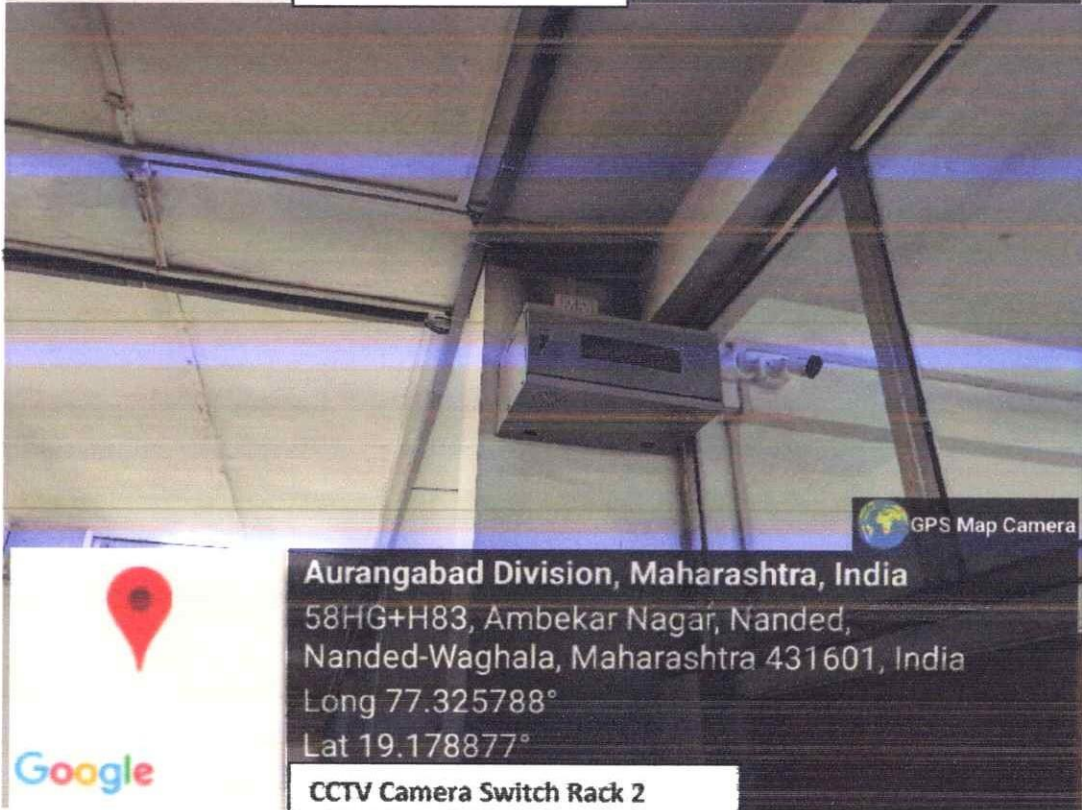 GPS Map Camera
Aurangabad Division, Maharashtra, India
58HG+H83, Ambekar Nagar, Nanded,
Nanded-Waghala, Maharashtra 431601, India
Long 77.325788°
Lat 19.178877°
Google
CCTV Camera Switch Rack 2